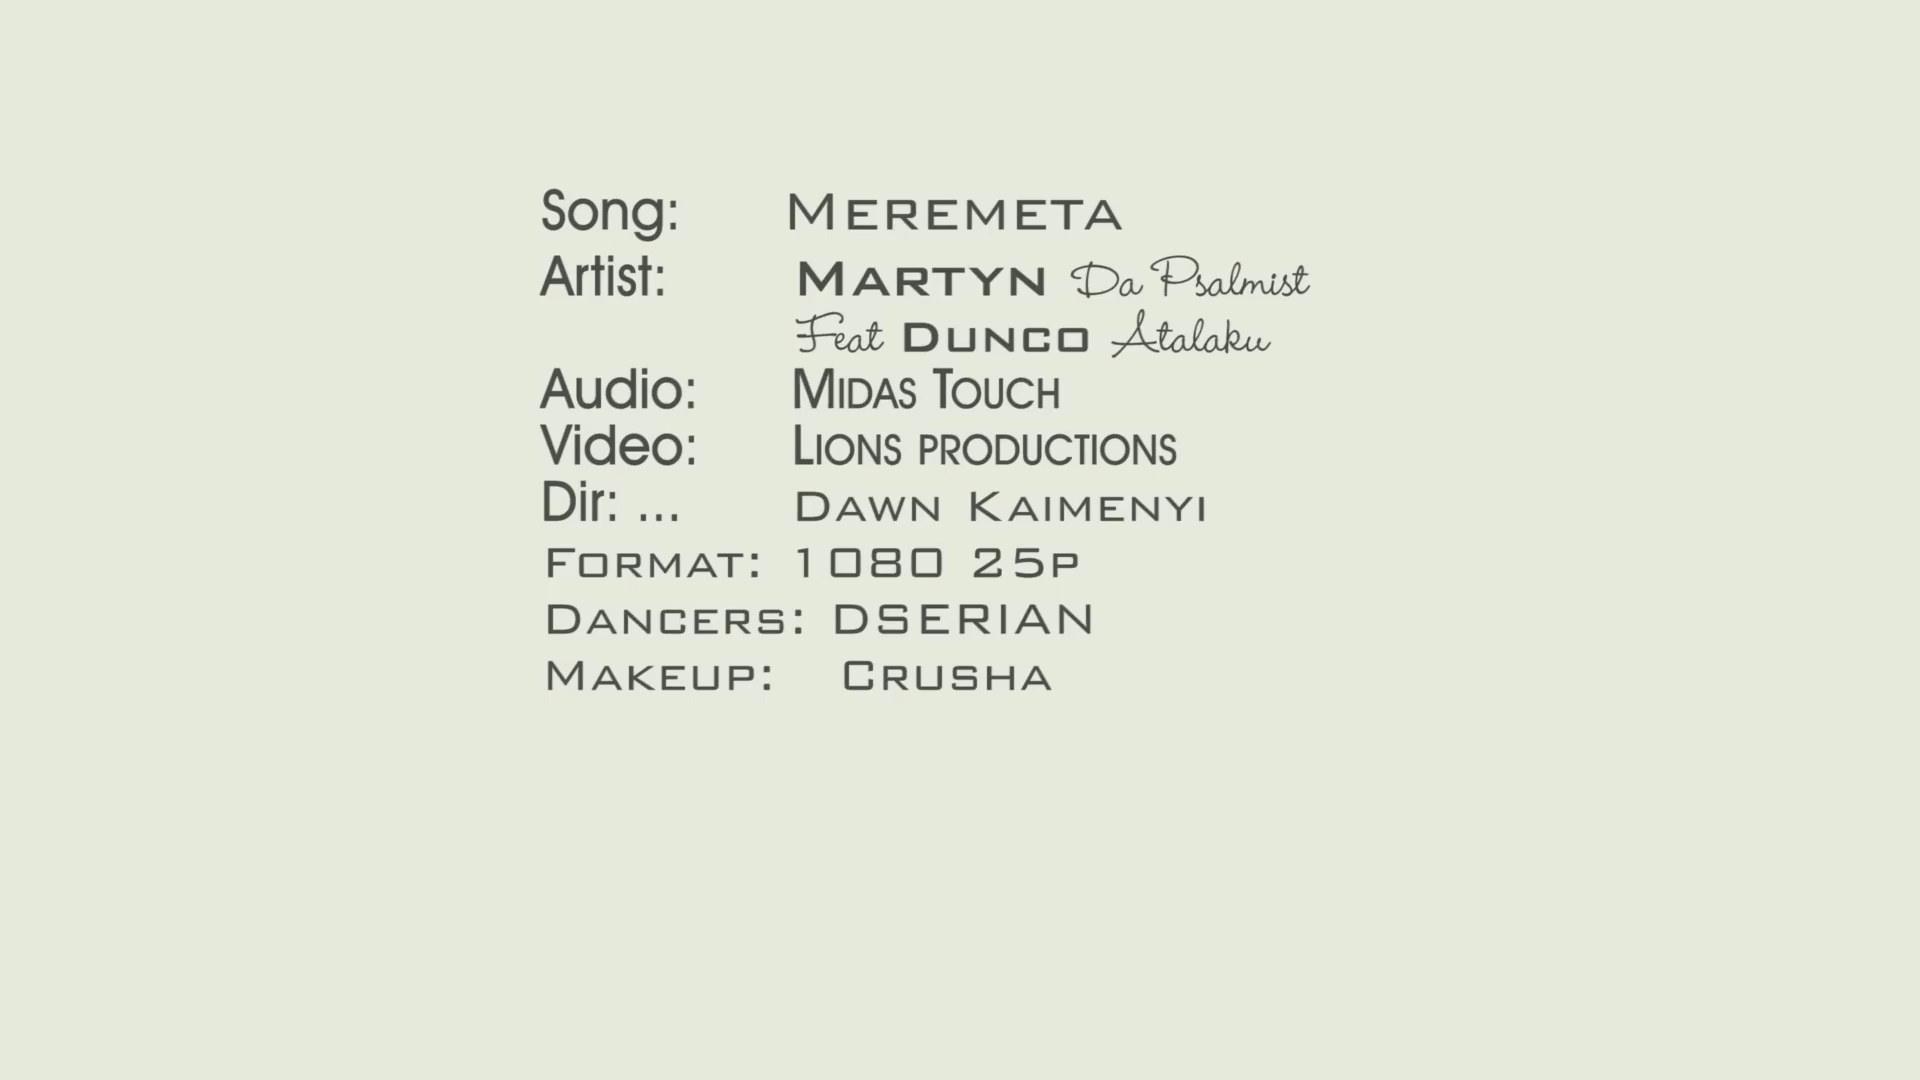 Song: Meremeta
Artist: Martyn Da Psalmist
Feat Dunco Atalaku
Audio: Midas Touch
Video: Lions productions
Dir: ... Dawn Kaimenyi
Format: 1080 25p
Dancers: DSERIAN
Makeup: Crusha